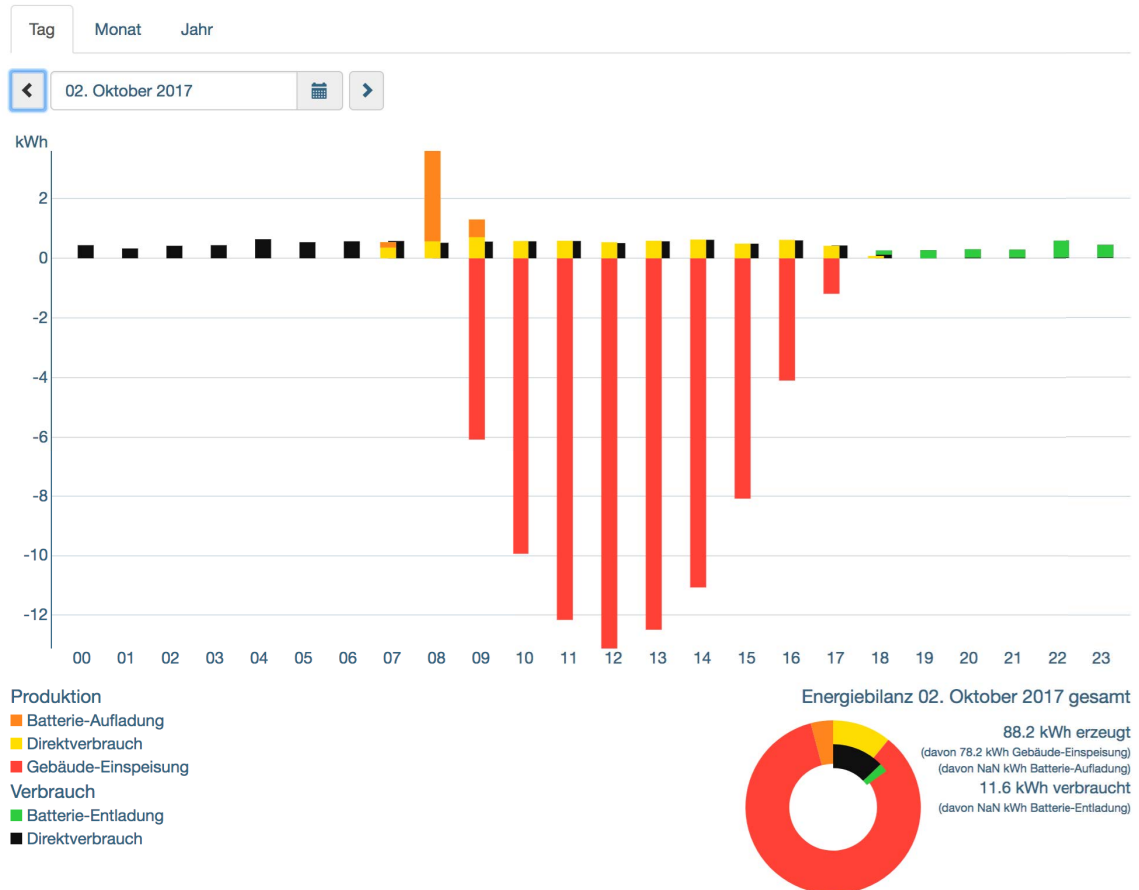 Tag Monat Jahr
02. Oktober 2017
kWh
2
0
-2
-4
-6
-8
-10
-12
00 01 02 03 04 05 06 07 08 09 10 11 12 13 14 15 16 17 18 19 20 21 22 23
Produktion
Batterie-Aufladung
Direktverbrauch
Gebäude-Einspeisung
Verbrauch
Batterie-Entladung
Direktverbrauch
Energiebilanz 02. Oktober 2017 gesamt
88.2 kWh erzeugt
(davon 78.2 kWh Gebäude-Einspeisung)
(davon NaN kWh Batterie-Aufladung)
11.6 kWh verbraucht
(davon NaN kWh Batterie-Entladung)